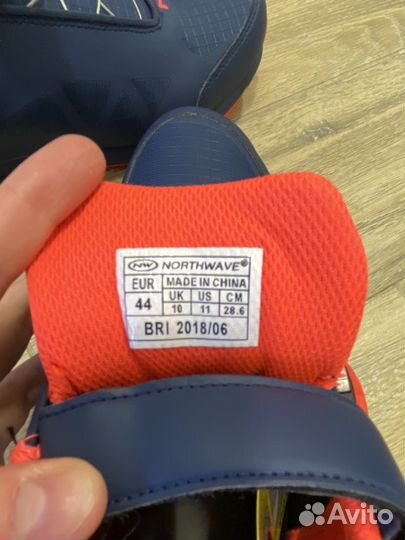 NW NORTHWAVE®
EUR MADE IN CHINA
44 UK US CM
10 11 28.6
BRI 2018/06
Avito